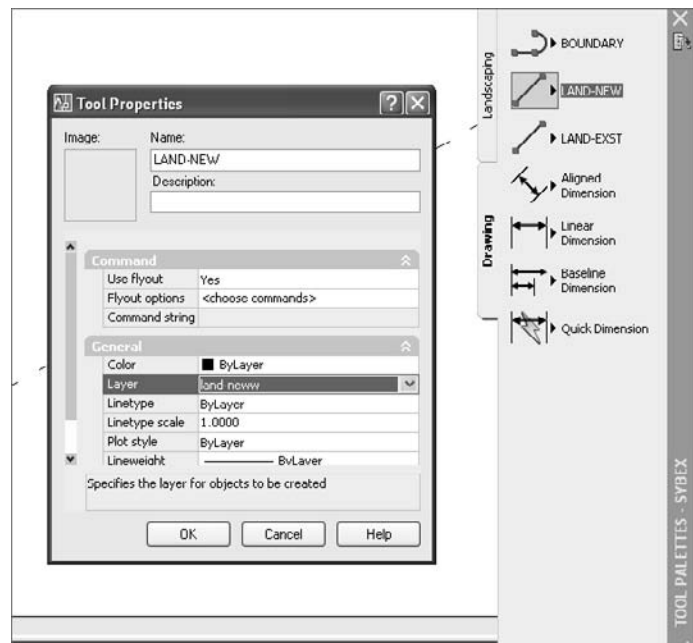 Tool Properties
Image:
Name:
LAND-NEW
Description:
Command
Use flyout Yes
Flyout options <choose commands>
Command string
General
Color ByLayer
Layer land-neww
Linetype ByLayer
Linetype scale 1.0000
Plot style ByLayer
Lineweight ByLayer
Specifies the layer for objects to be created
OK Cancel Help
Landscaping
Drawing
BOUNDARY
LAND-NEW
LAND-EXST
Aligned
Dimension
Linear
Dimension
Baseline
Dimension
Quick Dimension
TOOL PALETTES - SYBEX